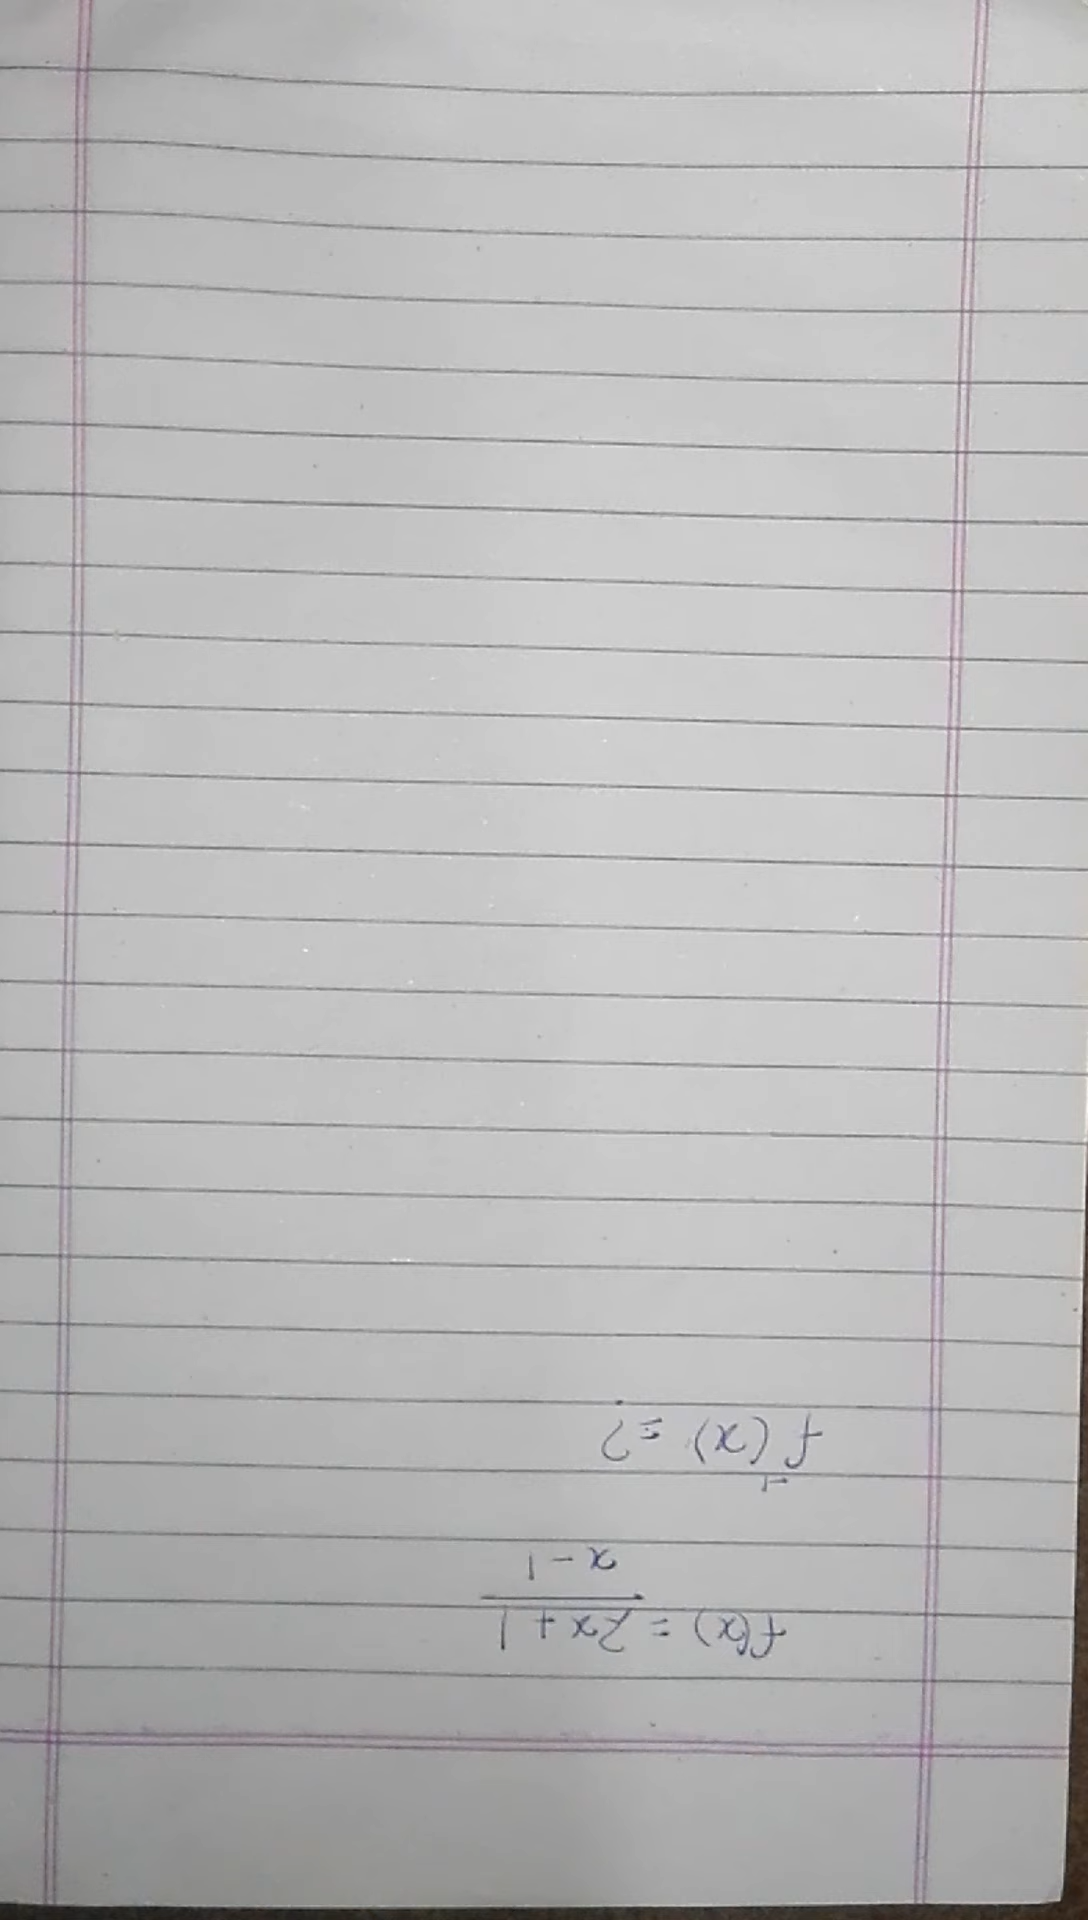 f(x) = 2x+1
x-1
f⁻¹(x) = ?